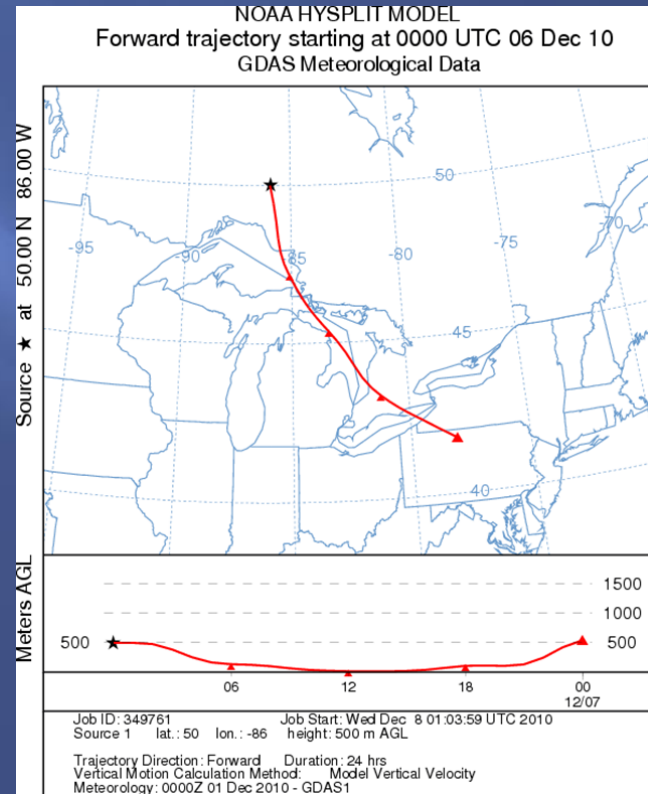 NOAA HYSPLIT MODEL
Forward trajectory starting at 0000 UTC 06 Dec 10
GDAS Meteorological Data
Source ★ at 50.00 N 86.00 W
50
-95
-90
-85
-80
-75
-70
45
40
Meters AGL
1500
1000
500
500
06
12
18
00
12/07
Job ID: 349761 Job Start: Wed Dec 8 01:03:59 UTC 2010
Source 1 lat.: 50 lon.: -86 height: 500 m AGL
Trajectory Direction: Forward Duration: 24 hrs
Vertical Motion Calculation Method: Model Vertical Velocity
Meteorology: 0000Z 01 Dec 2010 - GDAS1